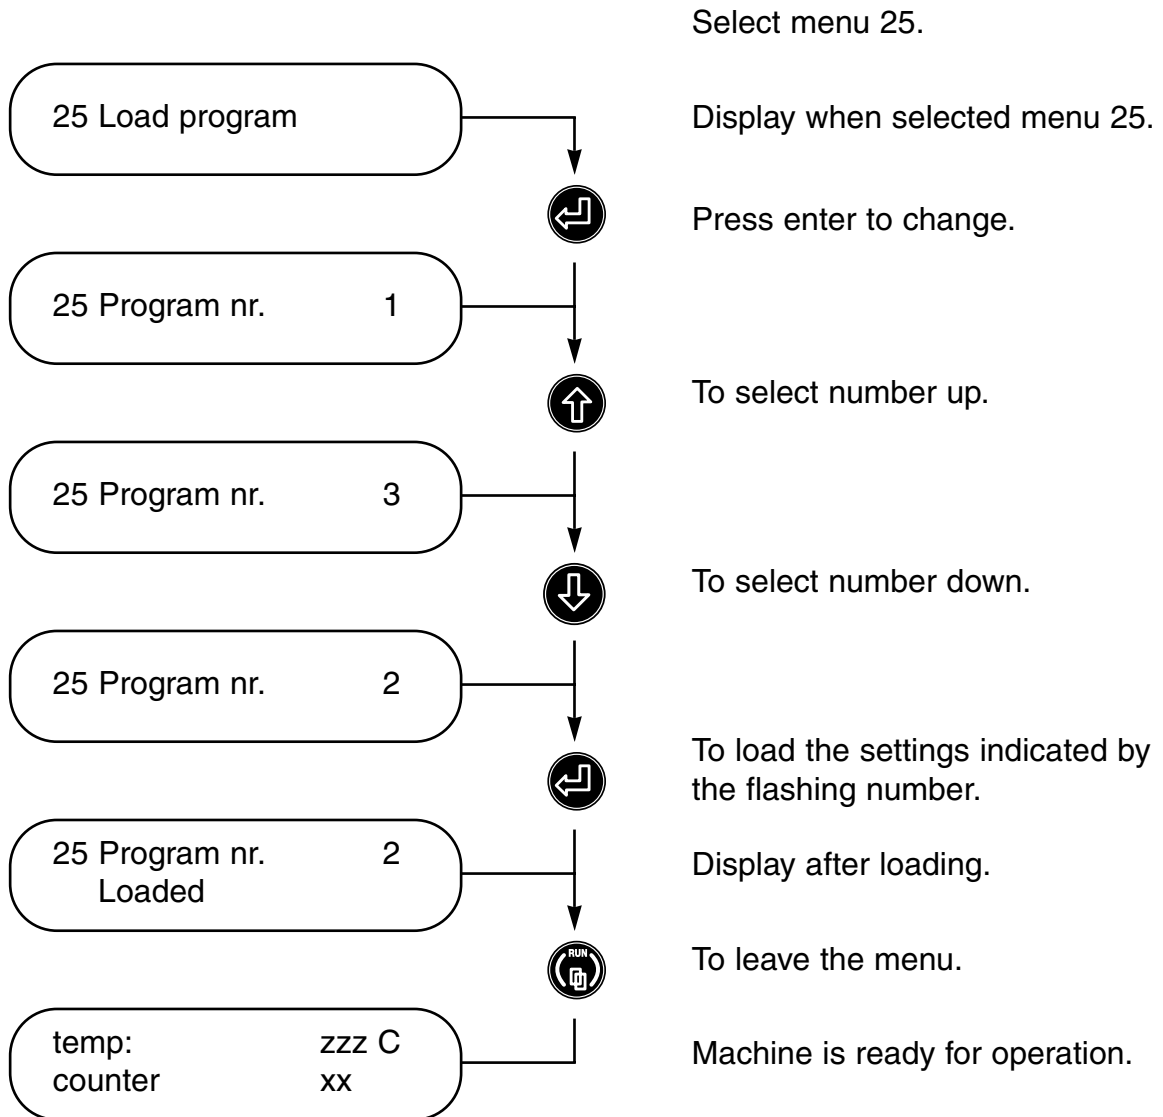 Select menu 25.
25 Load program
Display when selected menu 25.
Press enter to change.
25 Program nr. 1
To select number up.
25 Program nr. 3
To select number down.
25 Program nr. 2
To load the settings indicated by
the flashing number.
25 Program nr. 2
Loaded
Display after loading.
RUN
To leave the menu.
temp: zzz C
counter xx
Machine is ready for operation.